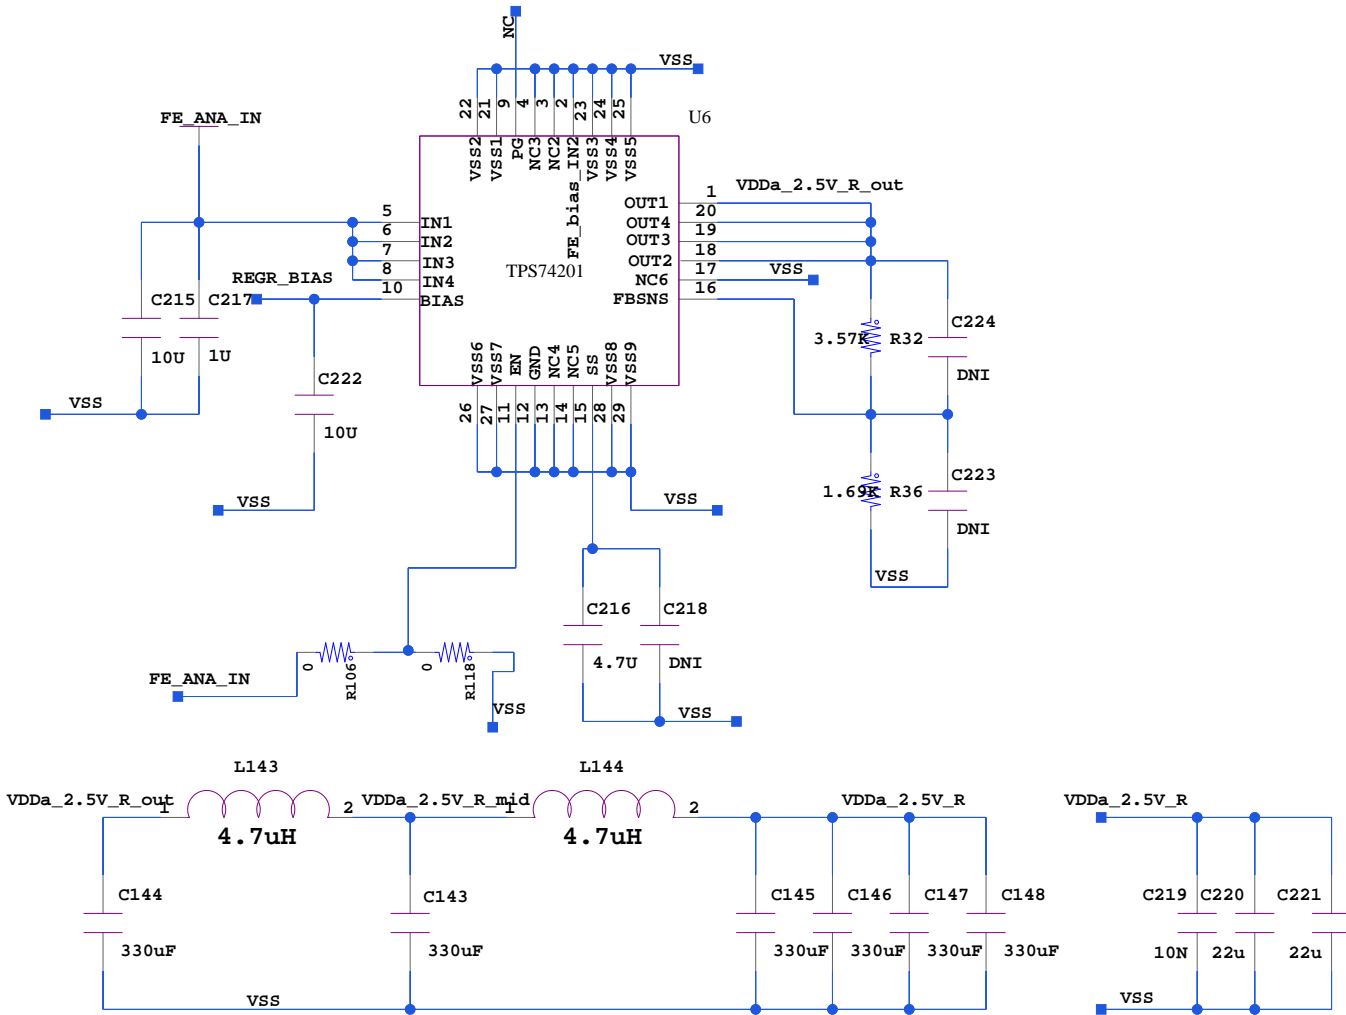 NC
VSS
22
21
9
4
3
2
23
24
25
U6
FE_ANA_IN
VSS2
VSS1
PG
NC3
NC2
FE_bias_IN2
VSS3
VSS4
VSS5
VDDa_2.5V_R_out
5
IN1
6
IN2
7
IN3
8
IN4
10
BIAS
TPS74201
OUT1
1
OUT4
20
OUT3
19
OUT2
18
NC6
17
VSS
FBSNS
16
REGR_BIAS
C215
10U
C217
1U
VSS
C222
10U
VSS
3.57K
R32
C224
DNI
1.69K
R36
C223
DNI
VSS
VSS6
VSS7
EN
GND
NC4
NC5
SS
VSS8
VSS9
26
27
11
12
13
14
15
28
29
VSS
C216
4.7U
C218
DNI
VSS
FE_ANA_IN
0
R106
0
R118
VSS
L143
L144
VDDa_2.5V_R_out
1
2
4.7uH
VDDa_2.5V_R_mid
1
2
4.7uH
VDDa_2.5V_R
VDDa_2.5V_R
C144
330uF
C143
330uF
C145
330uF
C146
330uF
C147
330uF
C148
330uF
C219
10N
C220
22u
C221
22u
VSS
VSS